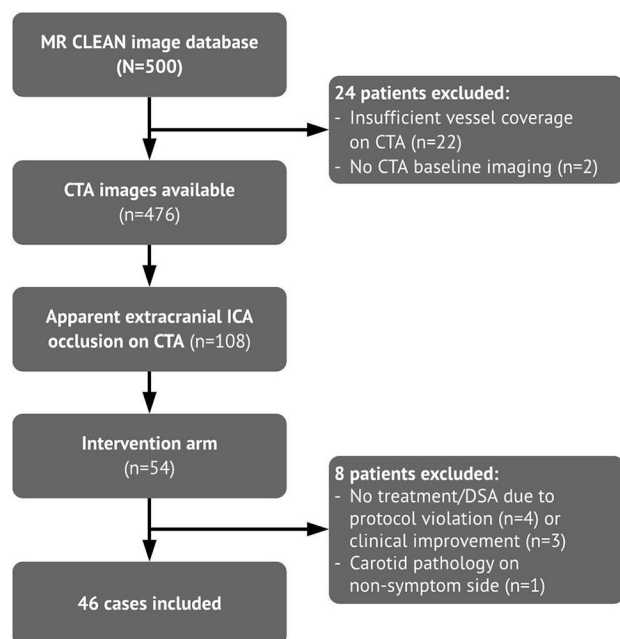 MR CLEAN image database
(N=500)
24 patients excluded:
- Insufficient vessel coverage
on CTA (n=22)
- No CTA baseline imaging (n=2)
CTA images available
(n=476)
Apparent extracranial ICA
occlusion on CTA (n=108)
Intervention arm
(n=54)
8 patients excluded:
- No treatment/DSA due to
protocol violation (n=4) or
clinical improvement (n=3)
- Carotid pathology on
non-symptom side (n=1)
46 cases included